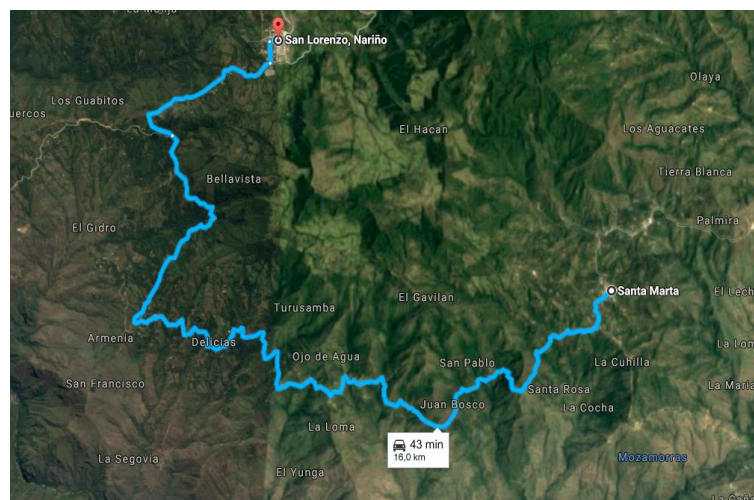 San Lorenzo, Nariño
Olaya
Los Guabitos
El Hacan
Los Aguacates
Tierra Blanca
Bellavista
Palmira
El Gidro
Santa Marta
El Gavilan
Turusamba
Armenia
Delicias
Ojo de Agua
San Pablo
La Cuhilla
San Francisco
Santa Rosa
Juan Bosco
La Cocha
La Loma
43 min
16,0 km
La Segovia
Mozamorras
El Yunga